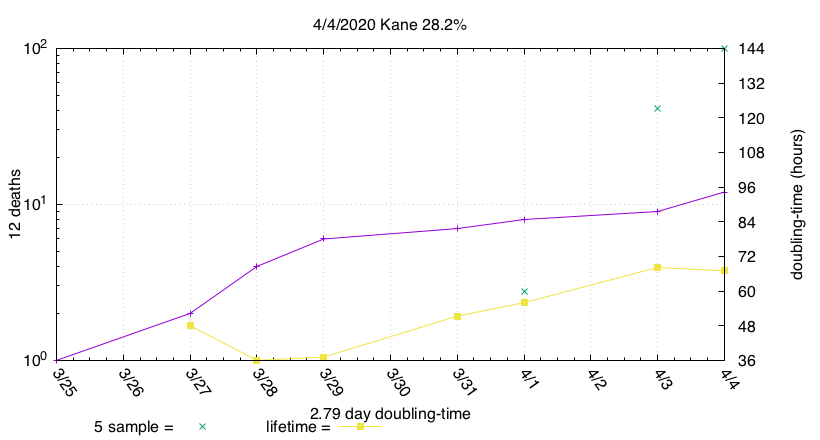 4/4/2020 Kane 28.2%
10^2
10^1
10^0
12 deaths
144
132
120
108
96
84
72
60
48
36
doubling-time (hours)
3/25 3/26 3/27 3/28 3/29 3/30 3/31 4/1 4/2 4/3 4/4
2.79 day doubling-time
5 sample = lifetime =